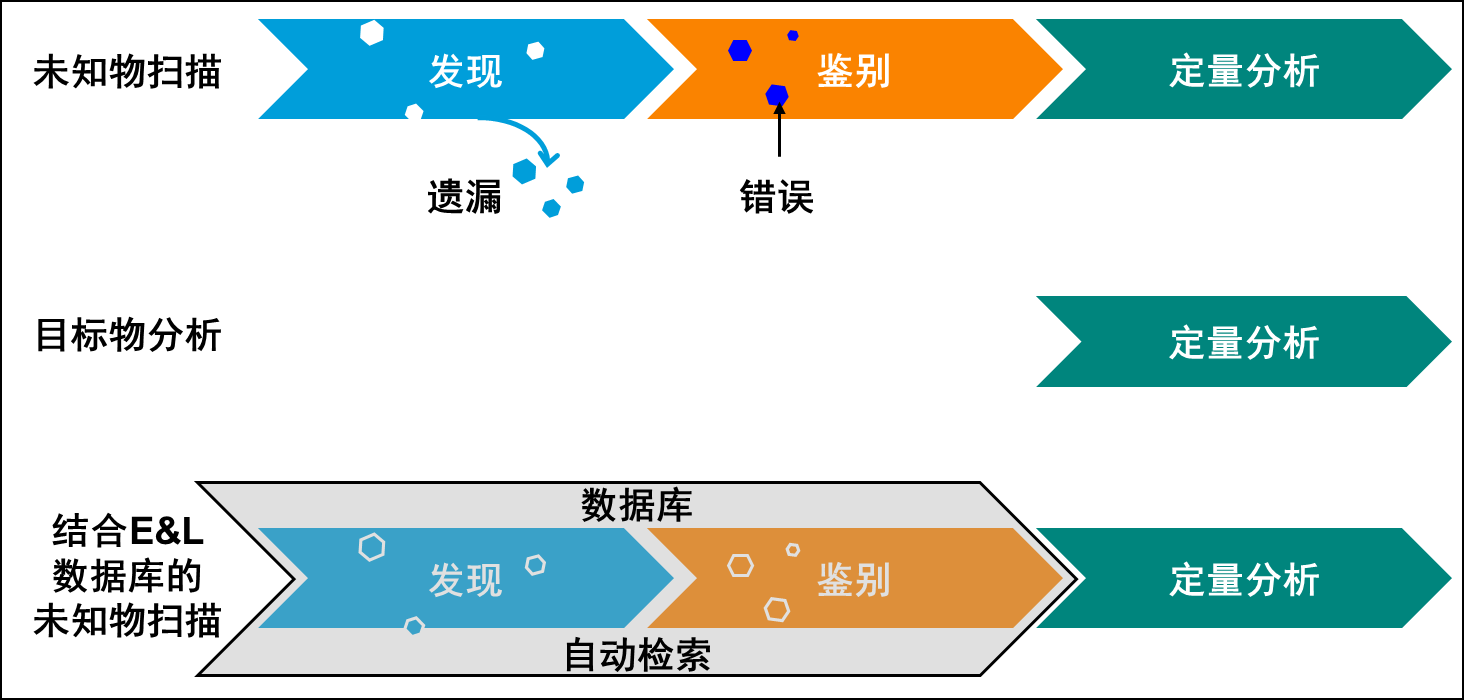 未知物扫描
发现
鉴别
定量分析
遗漏
错误
目标物分析
定量分析
结合E&L
数据库的
未知物扫描
数据库
发现
鉴别
定量分析
自动检索